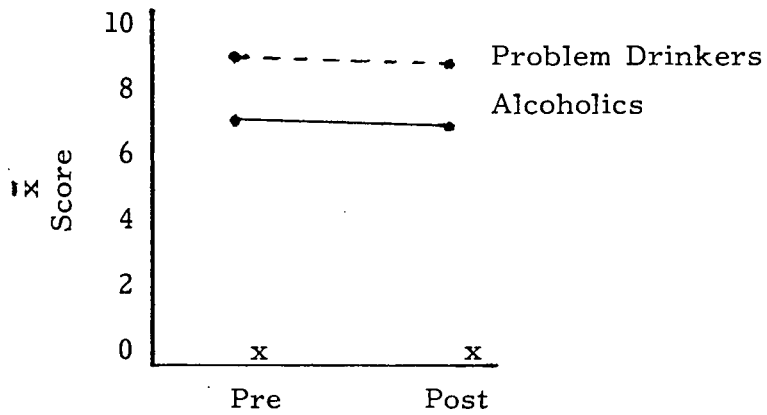 10
Problem Drinkers
8
Alcoholics
6
x̄
Score
4
2
0
x x
Pre Post